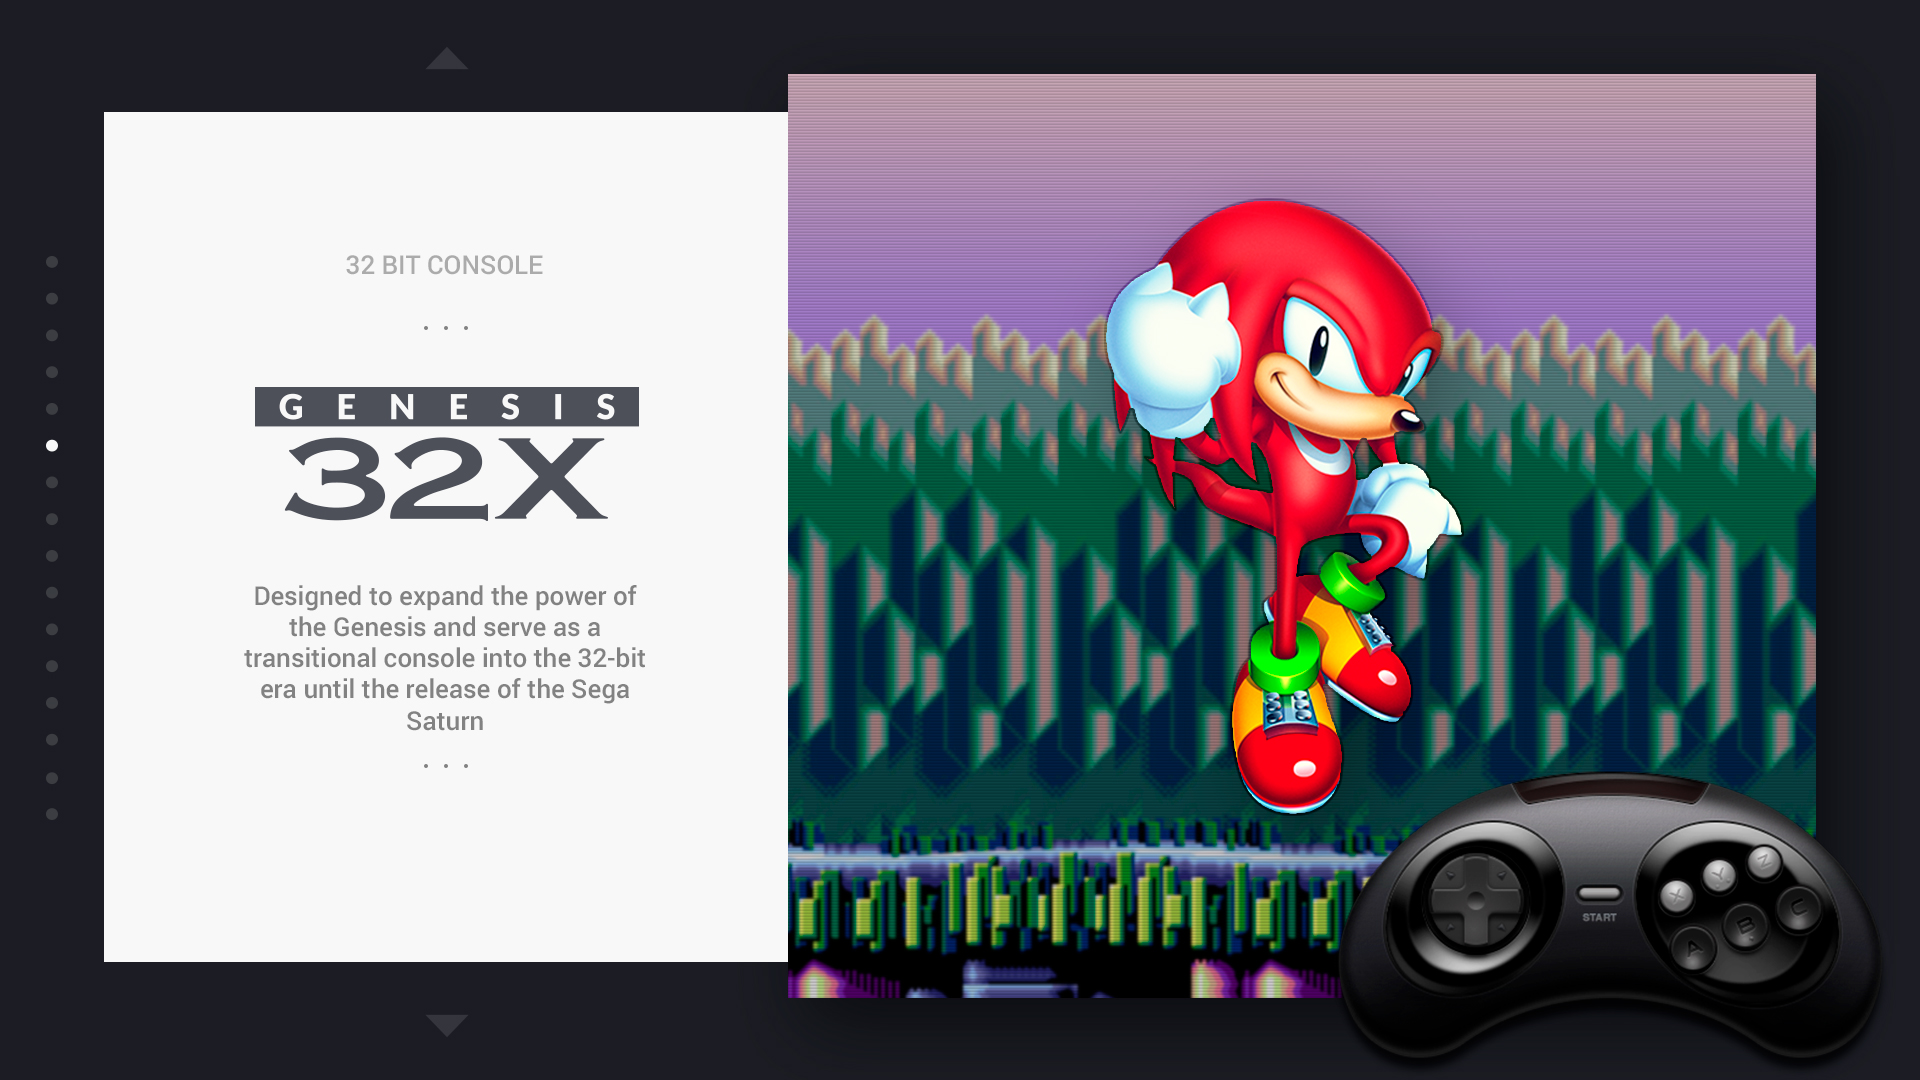 32 BIT CONSOLE
. . .
GENESIS
32X
Designed to expand the power of
the Genesis and serve as a
transitional console into the 32-bit
era until the release of the Sega
Saturn
. . .
START
X Y Z
A B C